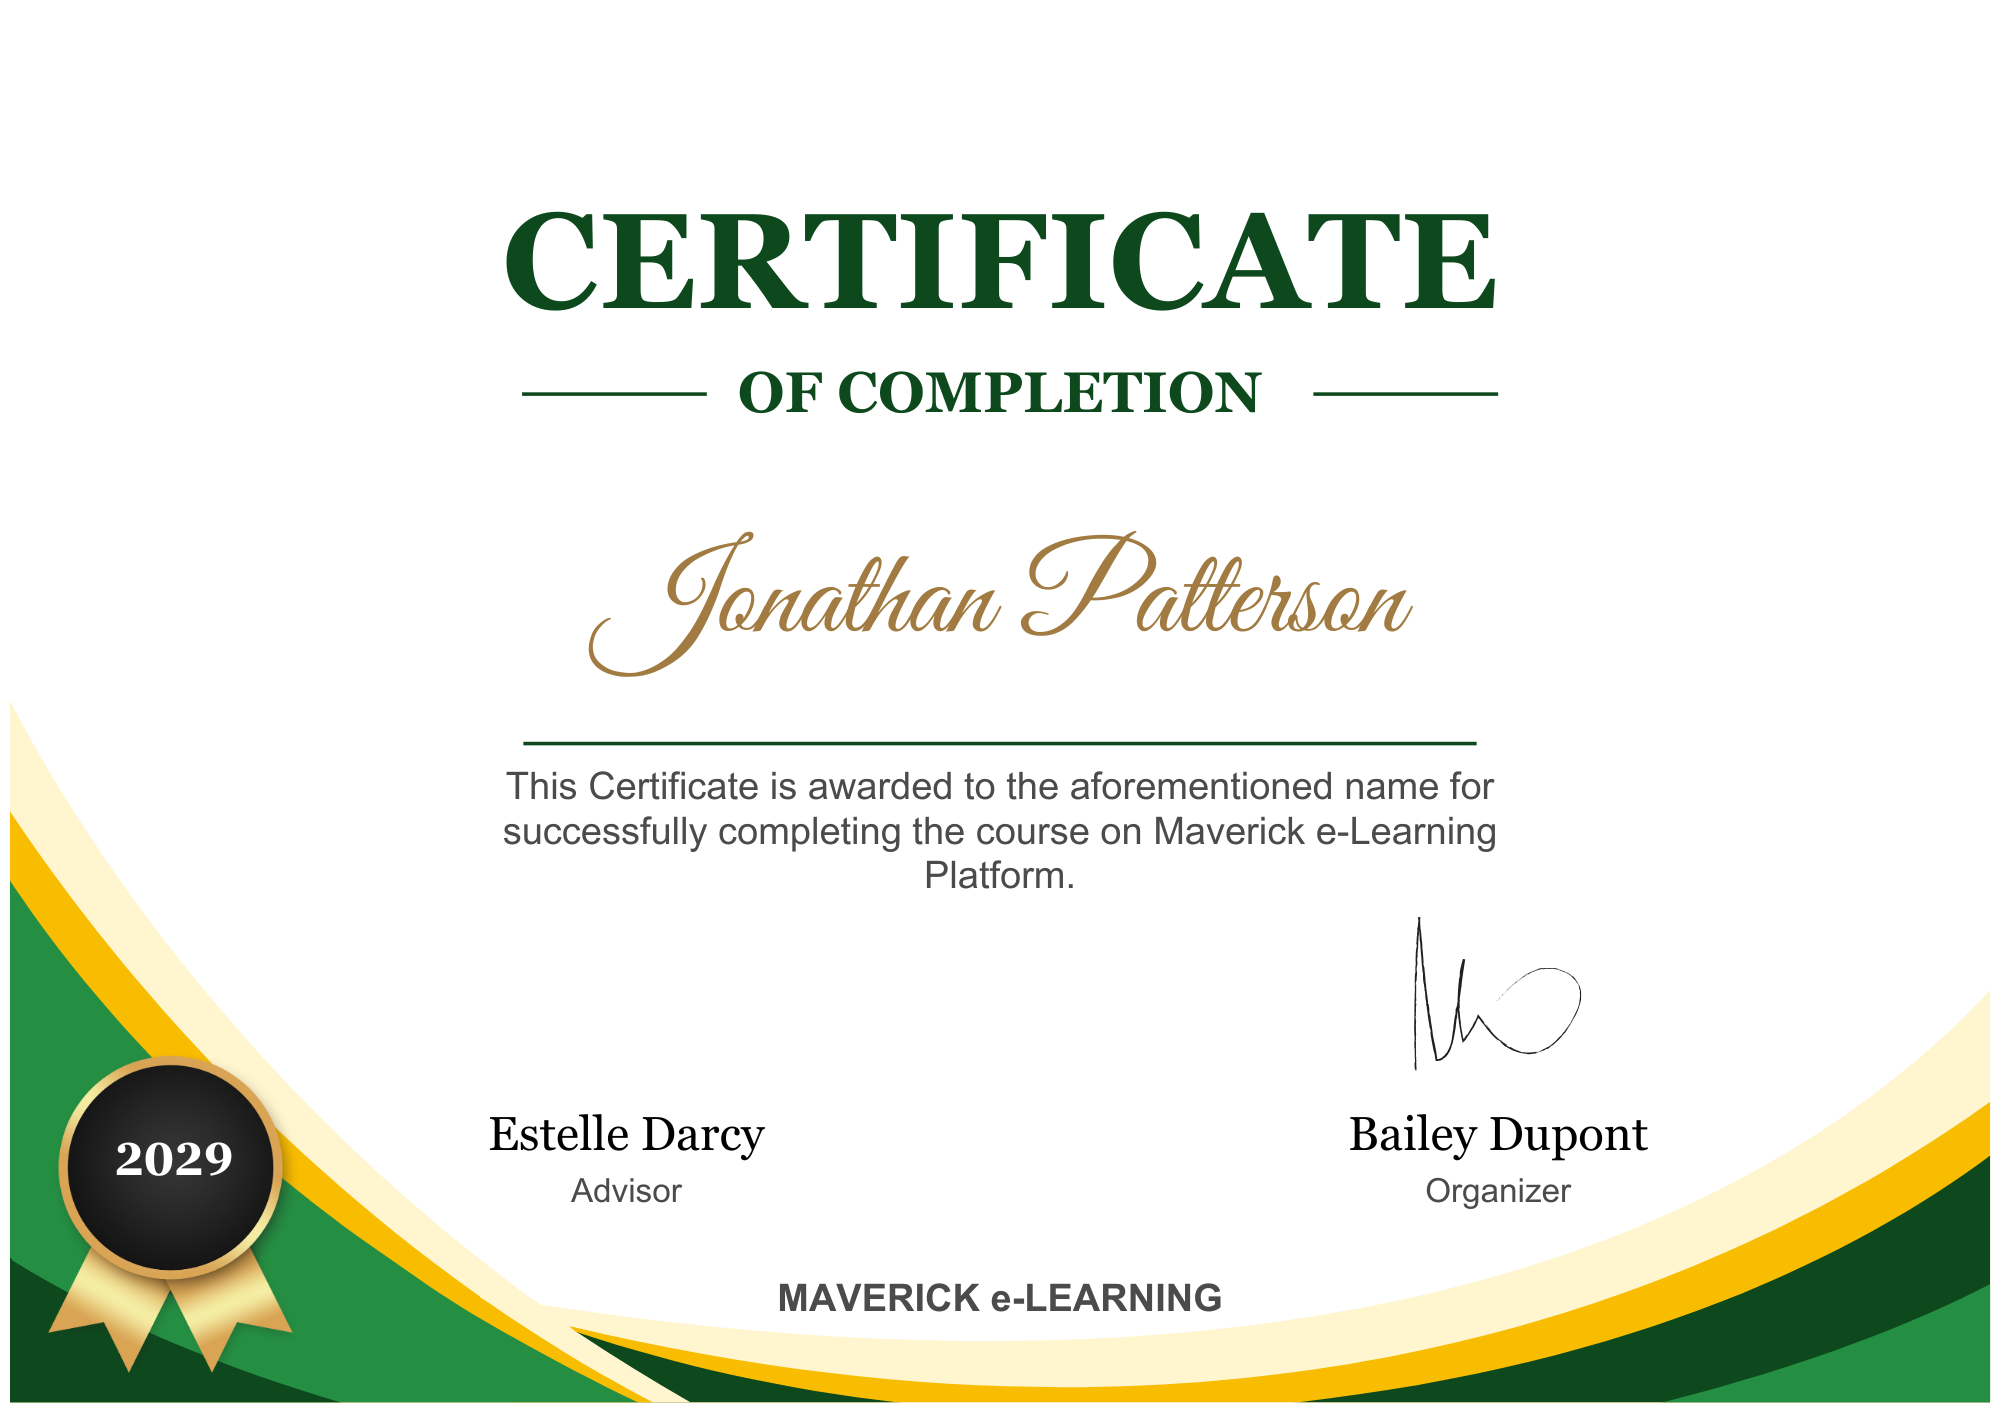 CERTIFICATE
OF COMPLETION
Jonathan Patterson
This Certificate is awarded to the aforementioned name for
successfully completing the course on Maverick e-Learning
Platform.
2029
Estelle Darcy
Advisor
Bailey Dupont
Organizer
MAVERICK e-LEARNING